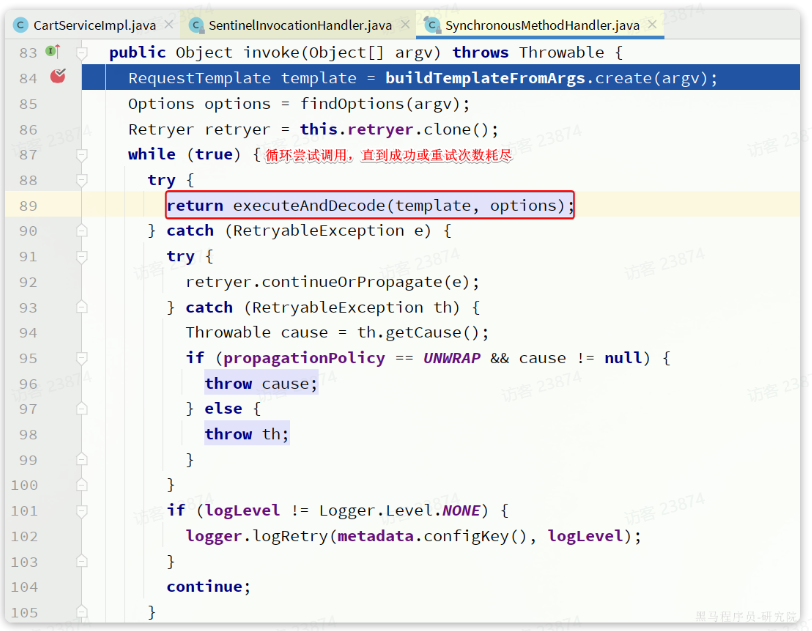 CartServiceImpl.java SentinelInvocationHandler.java SynchronousMethodHandler.java
83 public Object invoke(Object[] argv) throws Throwable {
84 RequestTemplate template = buildTemplateFromArgs.create(argv);
85 Options options = findOptions(argv);
86 Retryer retryer = this.retryer.clone();
87 while (true) { 循环尝试调用，直到成功或重试次数耗尽
88 try {
89 return executeAndDecode(template, options);
90 } catch (RetryableException e) {
91 try {
92 retryer.continueOrPropagate(e);
93 } catch (RetryableException th) {
94 Throwable cause = th.getCause();
95 if (propagationPolicy == UNWRAP && cause != null) {
96 throw cause;
97 } else {
98 throw th;
99 }
100 }
101 if (logLevel != Logger.Level.NONE) {
102 logger.logRetry(metadata.configKey(), logLevel);
103 }
104 continue;
105 }
访客 23874
黑马程序员-研究院